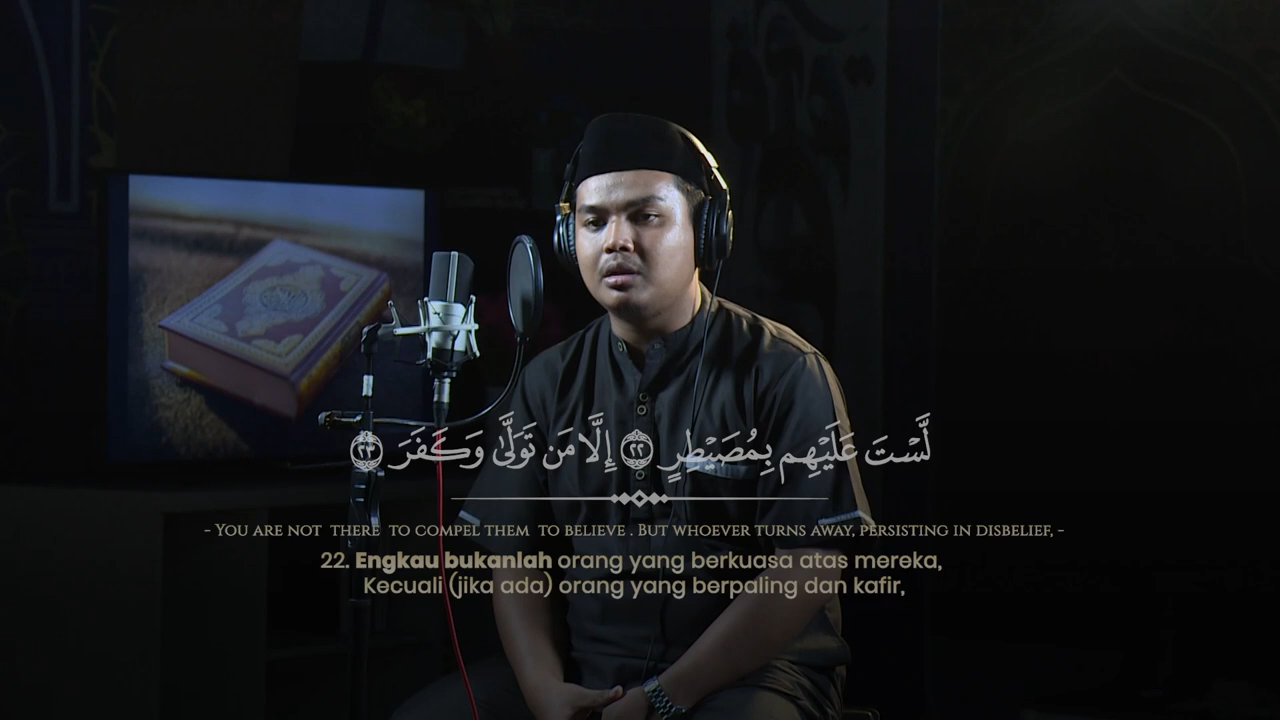 لَّسْتَ عَلَيْهِم بِمُصَيْطِرٍ ٢٢ إِلَّا مَن تَوَلَّىٰ وَكَفَرَ ٢٣
- You are not there to compel them to believe . But whoever turns away, persisting in disbelief, -
22. Engkau bukanlah orang yang berkuasa atas mereka,
Kecuali (jika ada) orang yang berpaling dan kafir,